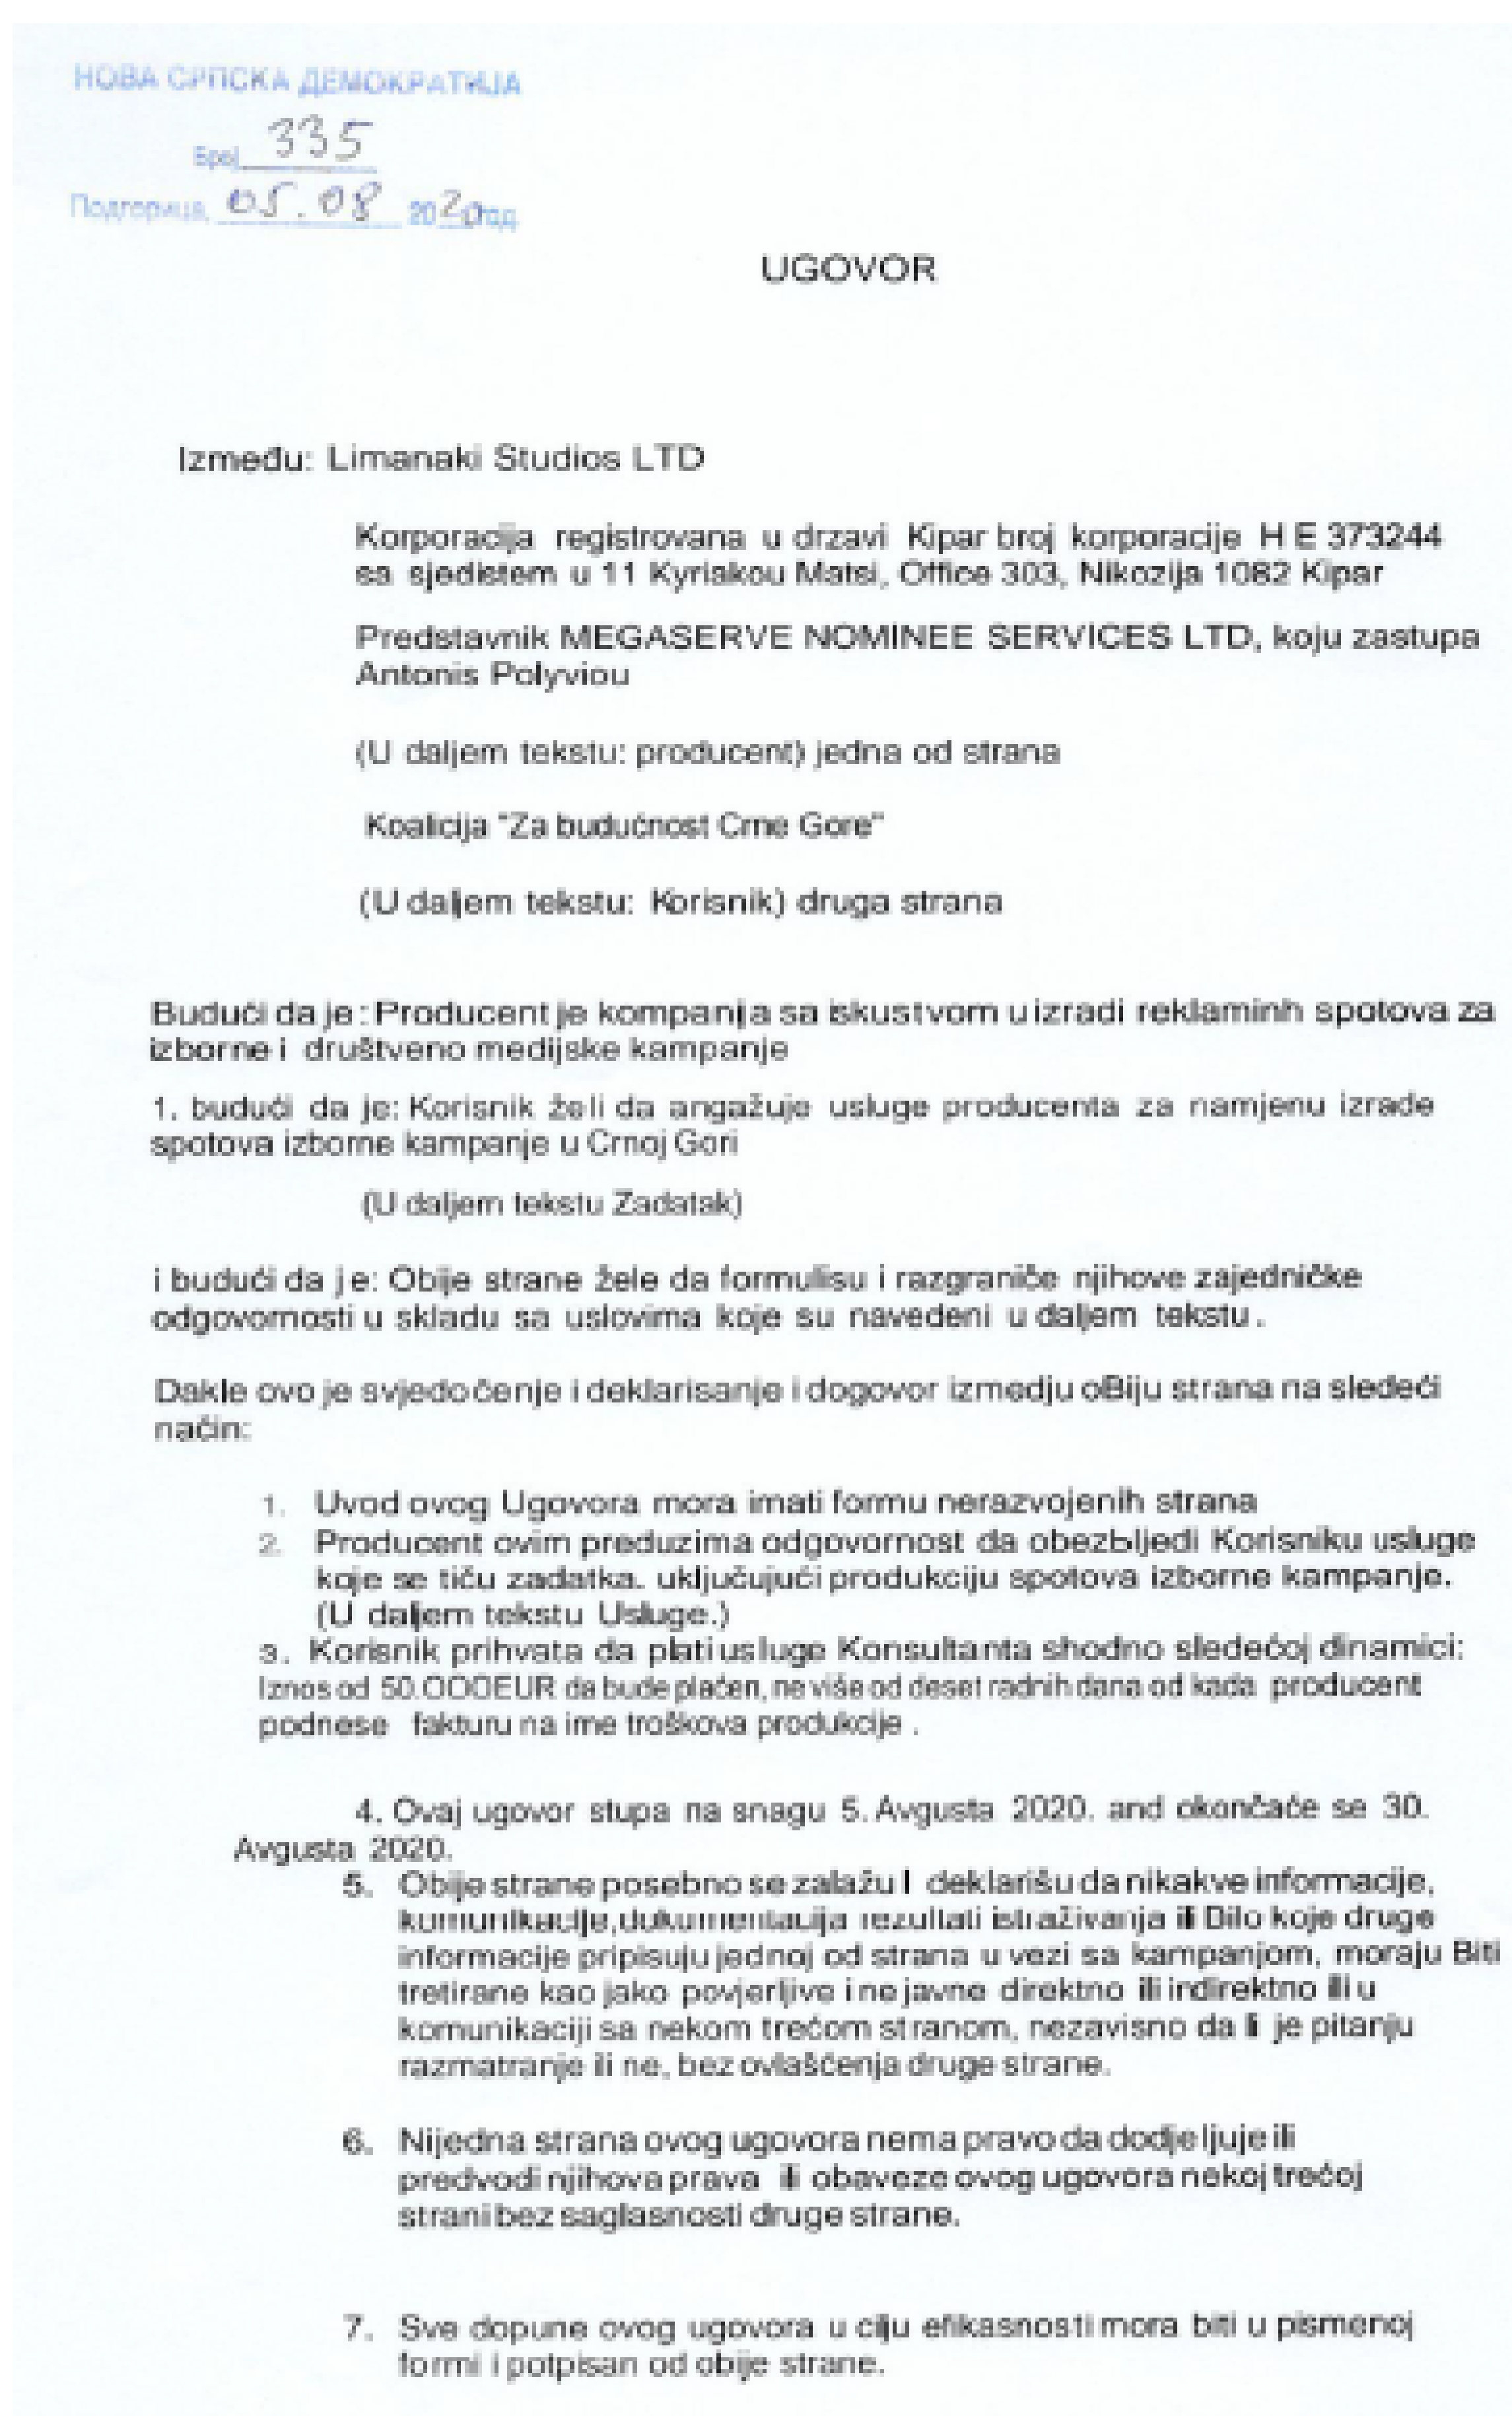 НОВА СРПСКА ДЕМОКРАТИЈА
Број 335
Подгорица, 05.08 2020 год
UGOVOR
Između: Limanaki Studios LTD
Korporacija registrovana u drzavi Kipar broj korporacije H E 373244
sa sjedistem u 11 Kyriakou Matsi, Office 303, Nikozija 1082 Kipar
Predstavnik MEGASERVE NOMINEE SERVICES LTD, koju zastupa
Antonis Polyviou
(U daljem tekstu: producent) jedna od strana
Koalicija "Za budućnost Crne Gore"
(U daljem tekstu: Korisnik) druga strana
Budući da je : Producent je kompanija sa iskustvom u izradi reklaminh spotova za
izborne i društveno medijske kampanje
1. budući da je: Korisnik želi da angažuje usluge producenta za namjenu izrade
spotova izborne kampanje u Crnoj Gori
(U daljem tekstu Zadatak)
i budući da je: Obije strane žele da formulisu i razgraniče njihove zajedničke
odgovornosti u skladu sa uslovima koje su navedeni u daljem tekstu.
Dakle ovo je svjedočenje i deklarisanje i dogovor izmedju oBiju strana na sledeći
način:
1. Uvod ovog Ugovora mora imati formu nerazvojenih strana
2. Producent ovim preduzima odgovornost da obezbljedi Korisniku usluge
koje se tiču zadatka. uključujući produkciju spotova izborne kampanje.
(U daljem tekstu Usluge.)
3. Korisnik prihvata da plati usluge Konsultanta shodno sledećoj dinamici:
Iznos od 50.OOOEUR da bude plaćen, ne više od deset radnih dana od kada producent
podnese fakturu na ime troškova produkcije .
4. Ovaj ugovor stupa na snagu 5. Avgusta 2020. and okončaće se 30.
Avgusta 2020.
5. Obije strane posebno se zalažu I deklarišu da nikakve informacije,
komunikacije,dokumentacija rezultati istraživanja ili Bilo koje druge
informacije pripisuju jednoj od strana u vezi sa kampanjom, moraju Biti
tretirane kao jako povjerljive i ne javne direktno ili indirektno ili u
komunikaciji sa nekom trećom stranom, nezavisno da li je pitanju
razmatranje ili ne, bez ovlašćenja druge strane.
6. Nijedna strana ovog ugovora nema pravo da dodjeljuje ili
predvodi njihova prava ili obaveze ovog ugovora nekoj trećoj
strani bez saglasnosti druge strane.
7. Sve dopune ovog ugovora u cilju efikasnosti mora biti u pismenoj
formi i potpisan od obije strane.